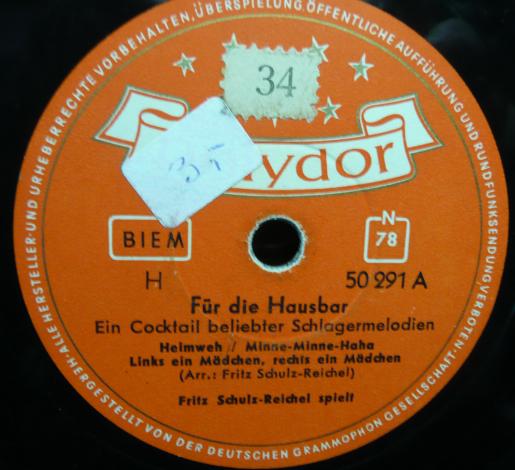 ALLE HERSTELLER- UND URHEBERRECHTE VORBEHALTEN, ÜBERSPIELUNG, ÖFFENTLICHE AUFFÜHRUNG UND RUNDFUNKSENDUNG VERBOTEN
34
3,-
ydor
BIEM
N
78
H
50 291 A
Für die Hausbar
Ein Cocktail beliebter Schlagermelodien
Heimweh // Minne-Minne-Haha
Links ein Mädchen, rechts ein Mädchen
(Arr.: Fritz Schulz-Reichel)
Fritz Schulz-Reichel spielt
HERGESTELLT VON DER DEUTSCHEN GRAMMOPHON GESELLSCHAFT